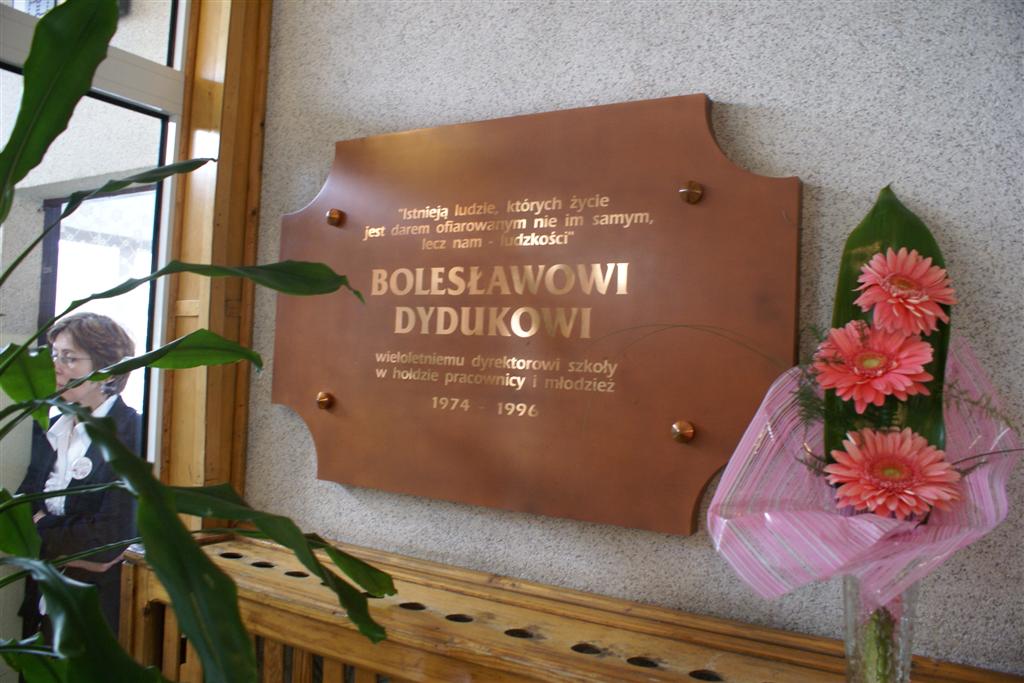 "Istnieją ludzie, których życie
jest darem ofiarowanym nie im samym,
lecz nam - ludzkości"
BOLESŁAWOWI
DYDUKOWI
wieloletniemu dyrektorowi szkoły
w hołdzie pracownicy i młodzież
1974 - 1996